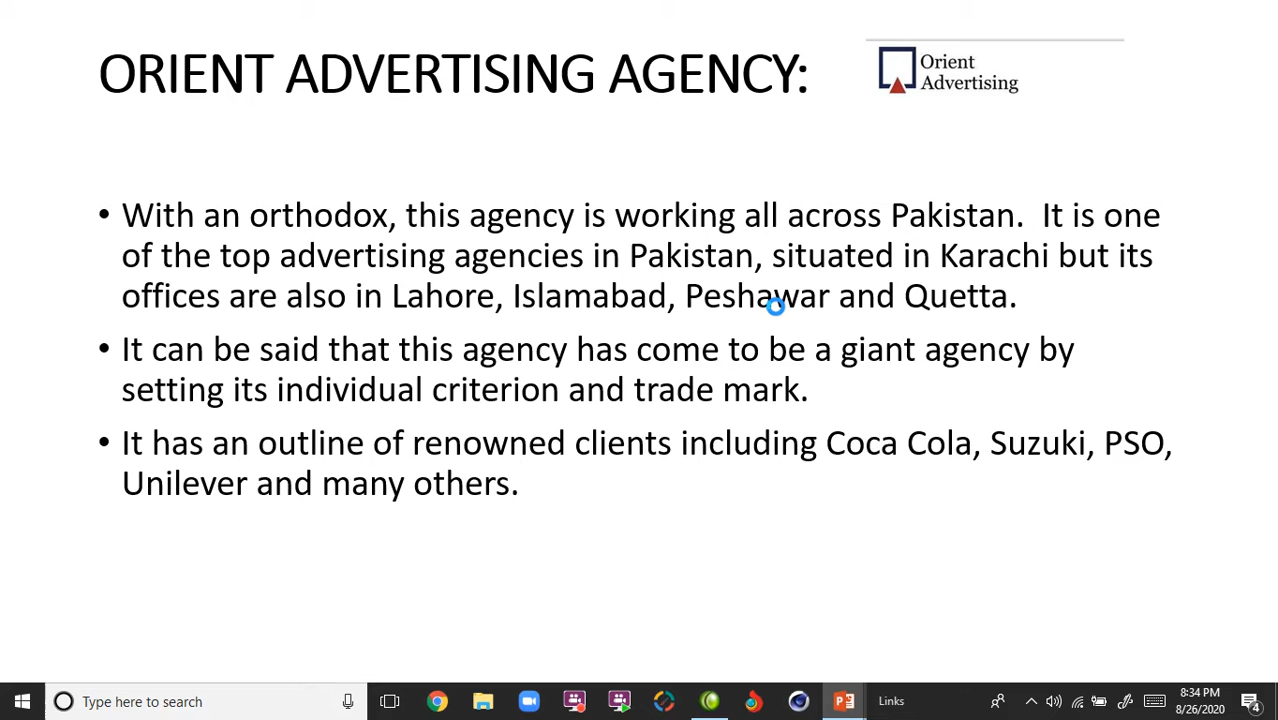 ORIENT ADVERTISING AGENCY:
Orient
Advertising
• With an orthodox, this agency is working all across Pakistan.  It is one
of the top advertising agencies in Pakistan, situated in Karachi but its
offices are also in Lahore, Islamabad, Peshawar and Quetta.
• It can be said that this agency has come to be a giant agency by
setting its individual criterion and trade mark.
• It has an outline of renowned clients including Coca Cola, Suzuki, PSO,
Unilever and many others.
Type here to search
Links
8:34 PM
8/26/2020
4